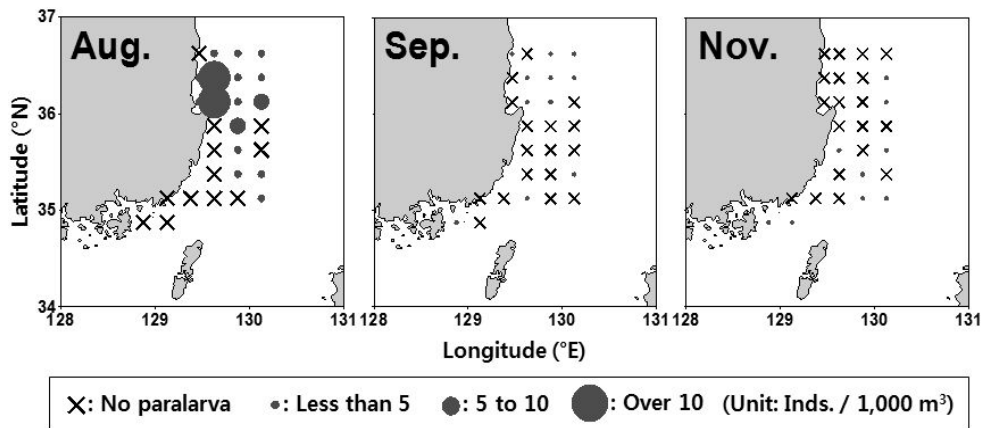 37
36
35
34
Latitude (°N)
Aug.
Sep.
Nov.
128 129 130 131
128 129 130 131
128 129 130 131
Longitude (°E)
×: No paralarva •: Less than 5 ●: 5 to 10 ●: Over 10 (Unit: Inds. / 1,000 m³)